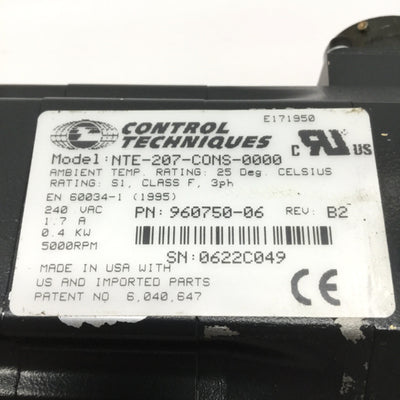 E171950
CONTROL
TECHNIQUES
c RU US
Model: NTE-207-CONS-0000
AMBIENT TEMP. RATING: 25 Deg. CELSIUS
RATING: S1, CLASS F, 3ph
EN 60034-1 (1995)
240 VAC PN: 960750-06 REV: B2
1.7 A
0.4 KW
5000RPM
SN: 0622C049
MADE IN USA WITH
US AND IMPORTED PARTS
PATENT NO 6,040,647
CE